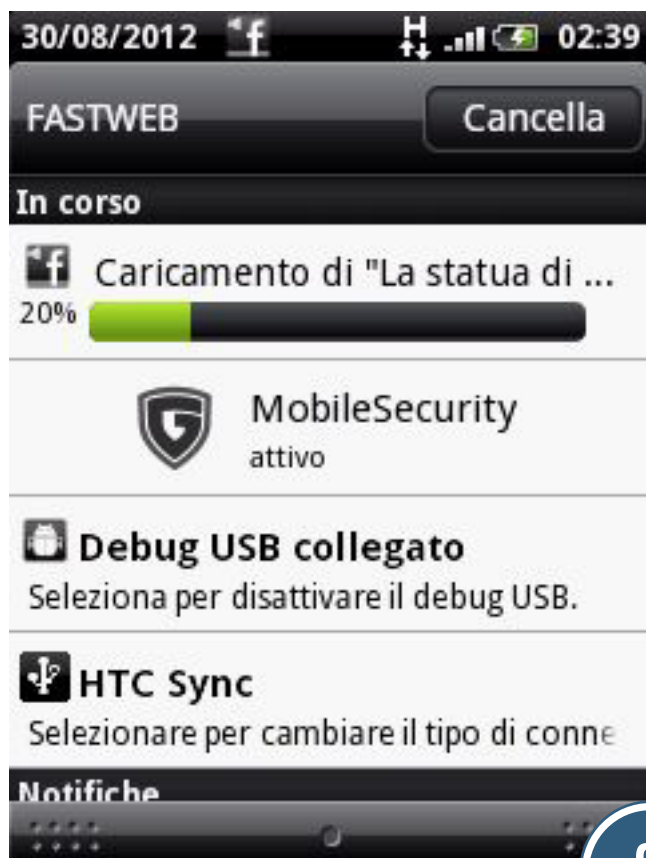 30/08/2012 H 02:39
FASTWEB Cancella
In corso
Caricamento di "La statua di ...
20%
MobileSecurity
attivo
Debug USB collegato
Seleziona per disattivare il debug USB.
HTC Sync
Selezionare per cambiare il tipo di conne
Notifiche